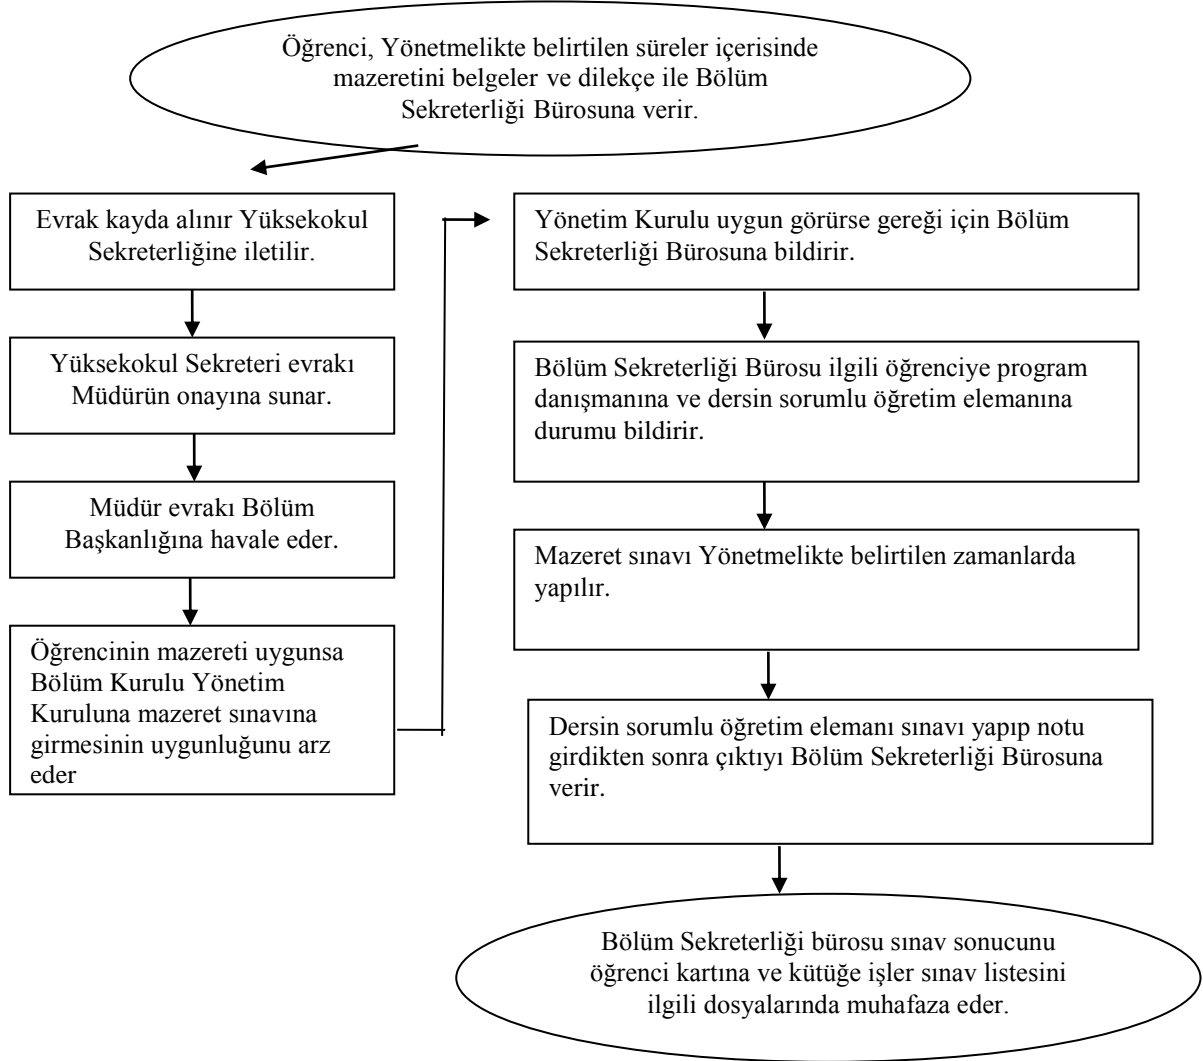 Öğrenci, Yönetmelikte belirtilen süreler içerisinde
mazeretini belgeler ve dilekçe ile Bölüm
Sekreterliği Bürosuna verir.
Evrak kayda alınır Yüksekokul
Sekreterliğine iletilir.
Yüksekokul Sekreteri evrakı
Müdürün onayına sunar.
Müdür evrakı Bölüm
Başkanlığına havale eder.
Öğrencinin mazereti uygunsa
Bölüm Kurulu Yönetim
Kuruluna mazeret sınavına
girmesinin uygunluğunu arz
eder
Yönetim Kurulu uygun görürse gereği için Bölüm
Sekreterliği Bürosuna bildirir.
Bölüm Sekreterliği Bürosu ilgili öğrenciye program
danışmanına ve dersin sorumlu öğretim elemanına
durumu bildirir.
Mazeret sınavı Yönetmelikte belirtilen zamanlarda
yapılır.
Dersin sorumlu öğretim elemanı sınavı yapıp notu
girdikten sonra çıktıyı Bölüm Sekreterliği Bürosuna
verir.
Bölüm Sekreterliği bürosu sınav sonucunu
öğrenci kartına ve kütüğe işler sınav listesini
ilgili dosyalarında muhafaza eder.